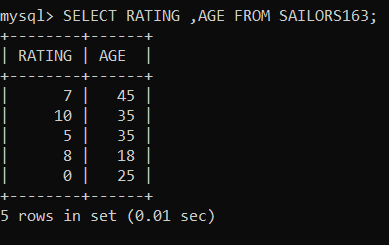 mysql> SELECT RATING ,AGE FROM SAILORS163;
+--------+------+
| RATING | AGE  |
+--------+------+
|      7 |   45 |
|     10 |   35 |
|      5 |   35 |
|      8 |   18 |
|      0 |   25 |
+--------+------+
5 rows in set (0.01 sec)